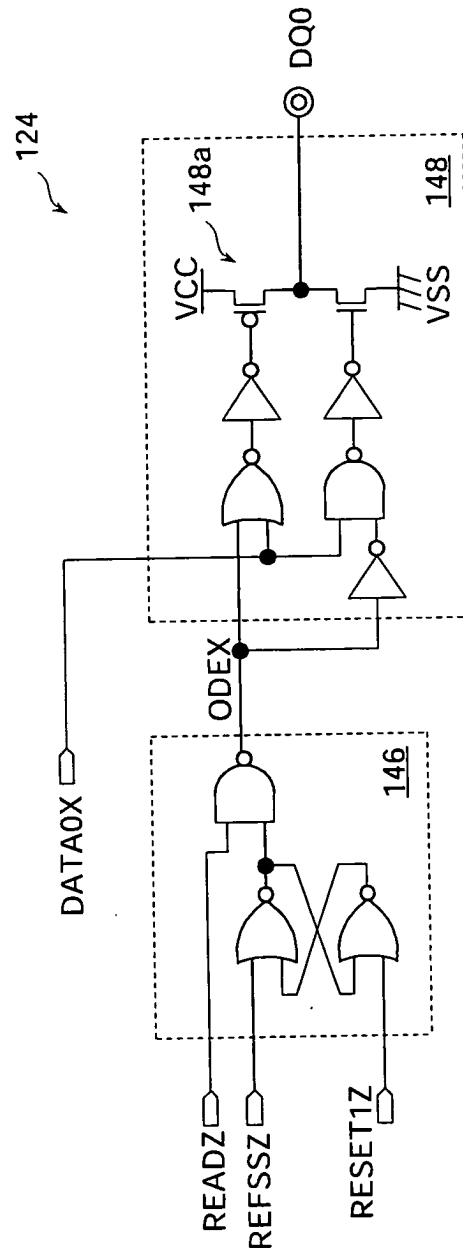 124
DATA0X
READZ
REFSSZ
RESET1Z
146
ODEX
VCC
148a
VSS
148
DQ0